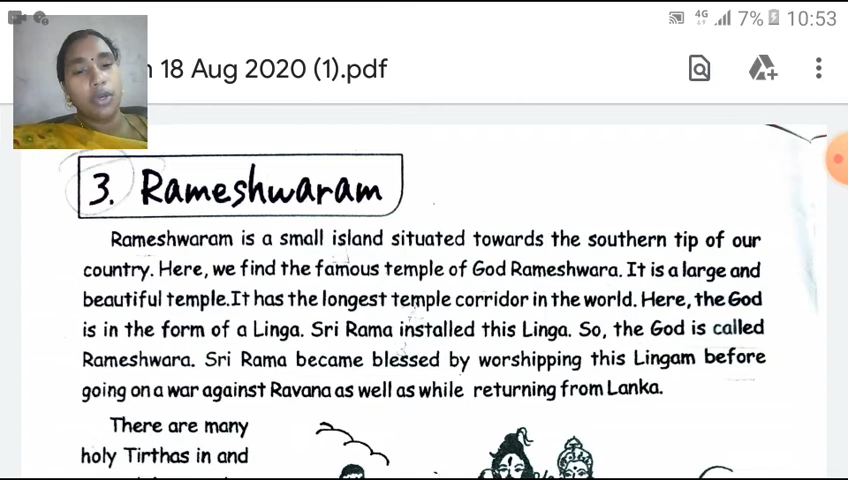 4G 7% 10:53
18 Aug 2020 (1).pdf
3. Rameshwaram
Rameshwaram is a small island situated towards the southern tip of our
country. Here, we find the famous temple of God Rameshwara. It is a large and
beautiful temple.It has the longest temple corridor in the world. Here, the God
is in the form of a Linga. Sri Rama installed this Linga. So, the God is called
Rameshwara. Sri Rama became blessed by worshipping this Lingam before
going on a war against Ravana as well as while returning from Lanka.
There are many
holy Tirthas in and